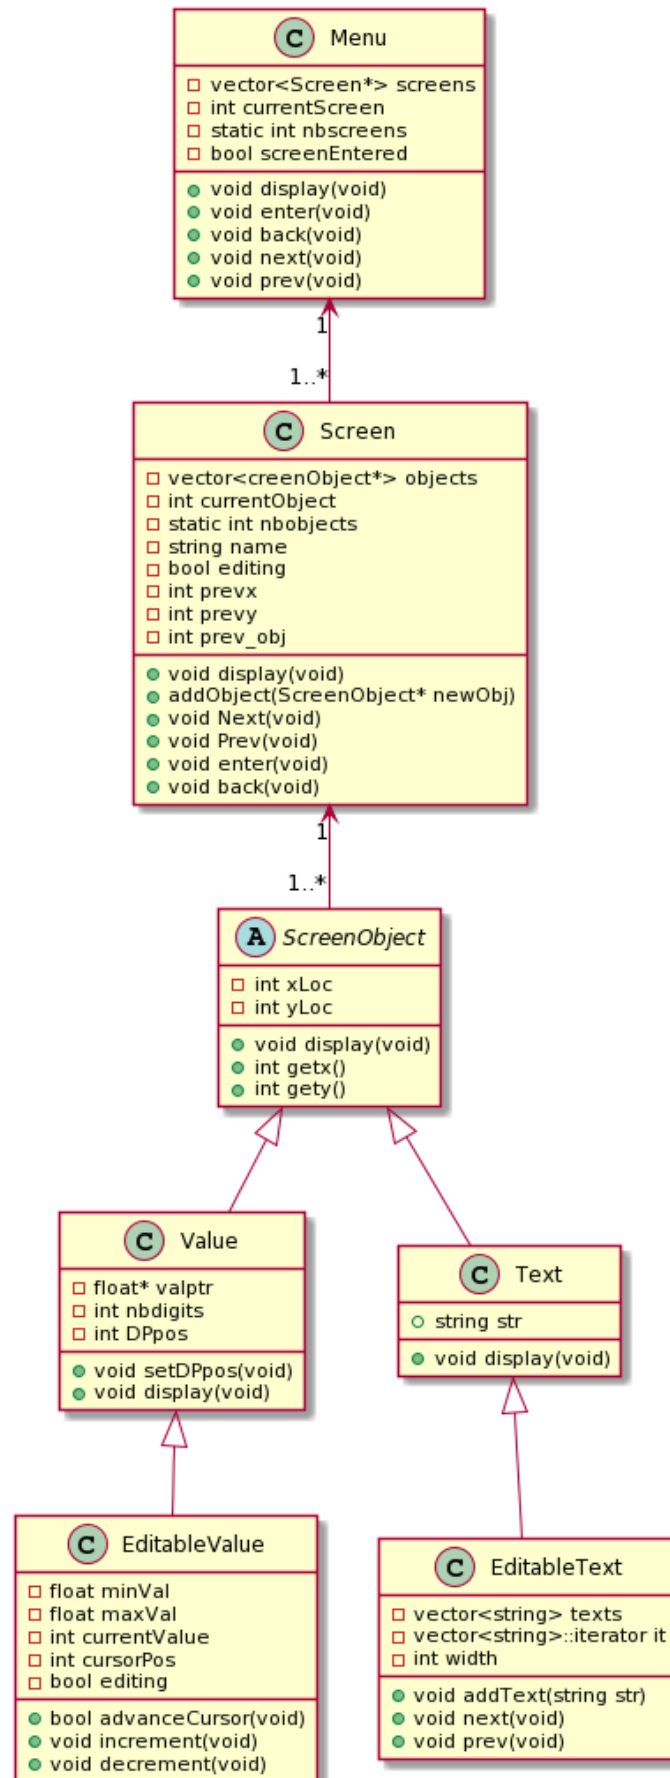 C Menu
vector<Screen*> screens
int currentScreen
static int nbscreens
bool screenEntered
void display(void)
void enter(void)
void back(void)
void next(void)
void prev(void)
1
1..*
C Screen
vector<creenObject*> objects
int currentObject
static int nbobjects
string name
bool editing
int prevx
int prevy
int prev_obj
void display(void)
addObject(ScreenObject* newObj)
void Next(void)
void Prev(void)
void enter(void)
void back(void)
1
1..*
A ScreenObject
int xLoc
int yLoc
void display(void)
int getx()
int gety()
C Value
float* valptr
int nbdigits
int DPpos
void setDPpos(void)
void display(void)
C Text
string str
void display(void)
C EditableValue
float minVal
float maxVal
int currentValue
int cursorPos
bool editing
bool advanceCursor(void)
void increment(void)
void decrement(void)
C EditableText
vector<string> texts
vector<string>::iterator it
int width
void addText(string str)
void next(void)
void prev(void)